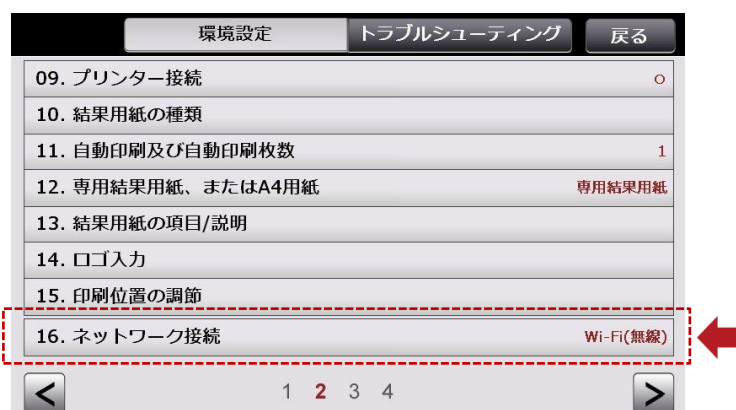 環境設定 トラブルシューティング 戻る
09. プリンター接続 O
10. 結果用紙の種類
11. 自動印刷及び自動印刷枚数 1
12. 専用結果用紙、またはA4用紙 専用結果用紙
13. 結果用紙の項目/説明
14. ロゴ入力
15. 印刷位置の調節
16. ネットワーク接続 Wi-Fi(無線)
< 1 2 3 4 >